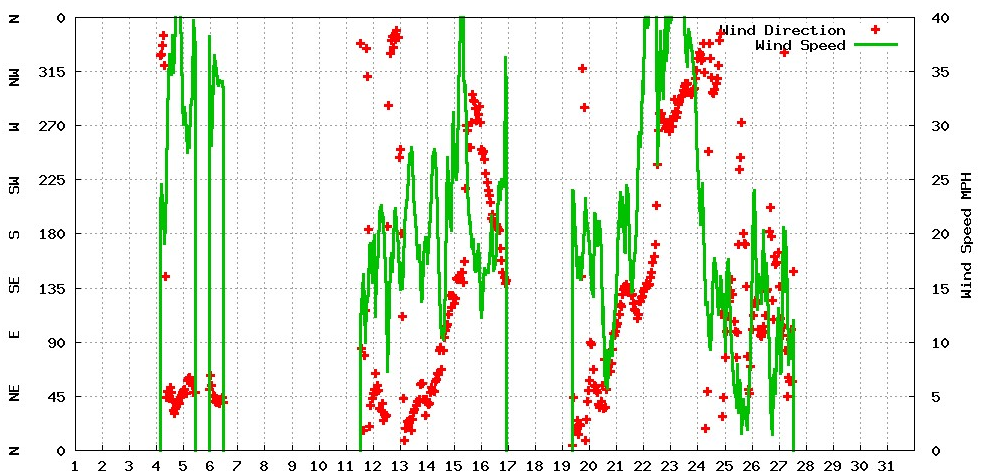 N 0 40
Wind Direction
Wind Speed
NW 315 35
W 270 30
SW 225 25
S 180 20
SE 135 15
E 90 10
NE 45 5
N 0 0
Wind Speed MPH
1 2 3 4 5 6 7 8 9 10 11 12 13 14 15 16 17 18 19 20 21 22 23 24 25 26 27 28 29 30 31